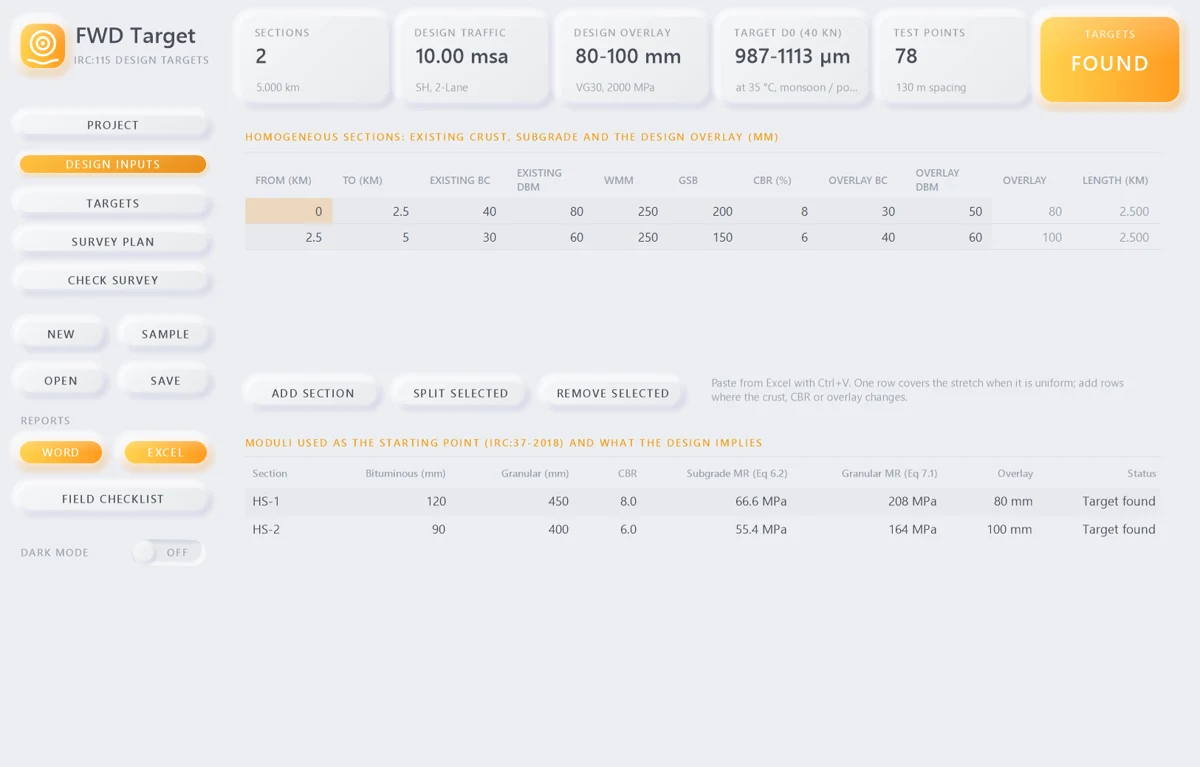 FWD Target
IRC:115 DESIGN TARGETS
SECTIONS
2
5.000 km
DESIGN TRAFFIC
10.00 msa
SH, 2-Lane
DESIGN OVERLAY
80-100 mm
VG30, 2000 MPa
TARGET D0 (40 KN)
987-1113 µm
at 35 °C, monsoon / po...
TEST POINTS
78
130 m spacing
TARGETS
FOUND
PROJECT
DESIGN INPUTS
TARGETS
SURVEY PLAN
CHECK SURVEY
NEW SAMPLE
OPEN SAVE
REPORTS
WORD EXCEL
FIELD CHECKLIST
DARK MODE OFF
HOMOGENEOUS SECTIONS: EXISTING CRUST, SUBGRADE AND THE DESIGN OVERLAY (MM)
FROM (KM) TO (KM) EXISTING BC EXISTING DBM WMM GSB CBR (%) OVERLAY BC OVERLAY DBM OVERLAY LENGTH (KM)
0 2.5 40 80 250 200 8 30 50 80 2.500
2.5 5 30 60 250 150 6 40 60 100 2.500
ADD SECTION SPLIT SELECTED REMOVE SELECTED
Paste from Excel with Ctrl+V. One row covers the stretch when it is uniform; add rows
where the crust, CBR or overlay changes.
MODULI USED AS THE STARTING POINT (IRC:37-2018) AND WHAT THE DESIGN IMPLIES
Section Bituminous (mm) Granular (mm) CBR Subgrade MR (Eq 6.2) Granular MR (Eq 7.1) Overlay Status
HS-1 120 450 8.0 66.6 MPa 208 MPa 80 mm Target found
HS-2 90 400 6.0 55.4 MPa 164 MPa 100 mm Target found